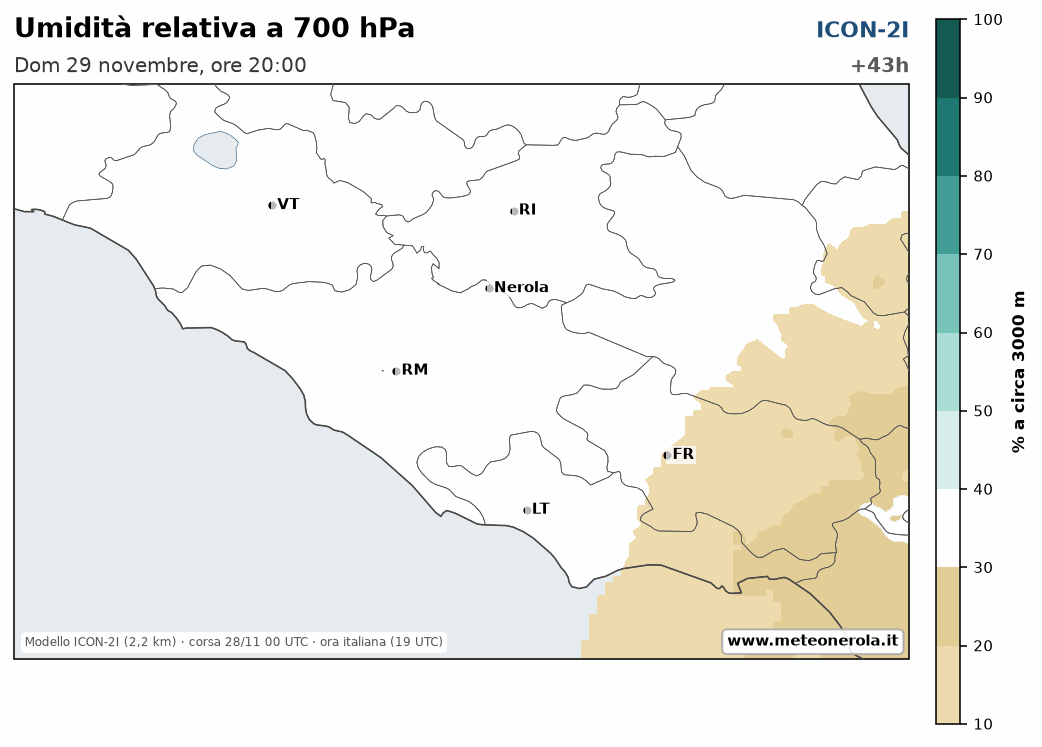 Umidità relativa a 700 hPa
ICON-2I
Dom 29 novembre, ore 20:00
+43h
VT
RI
Nerola
RM
FR
LT
Modello ICON-2I (2,2 km) · corsa 28/11 00 UTC · ora italiana (19 UTC)
www.meteonerola.it
100
90
80
70
60
50
40
30
20
10
% a circa 3000 m